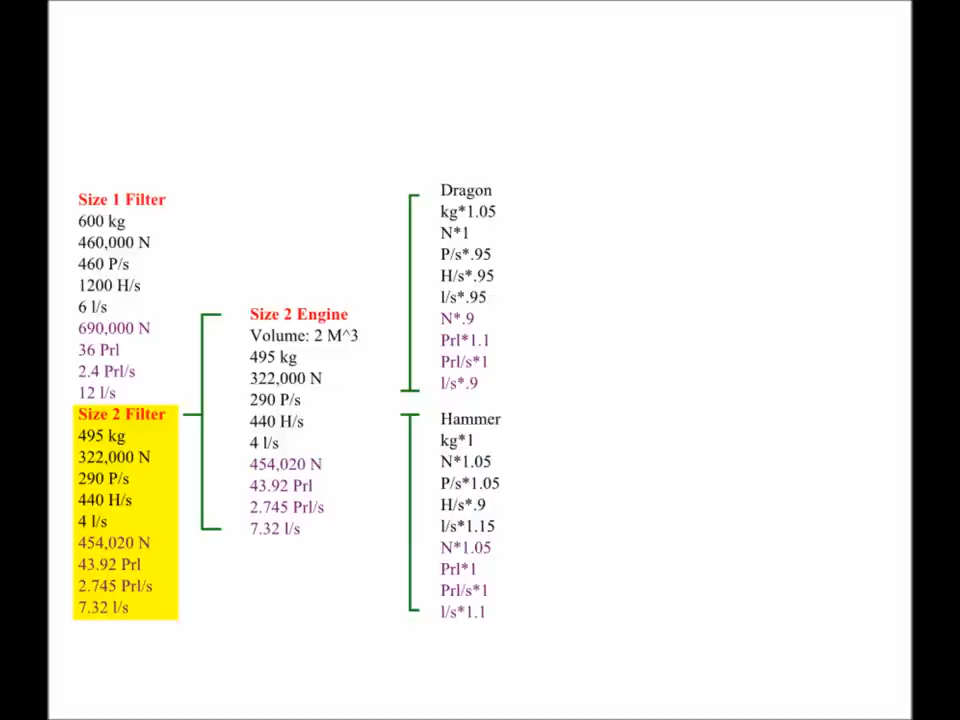 Size 1 Filter
600 kg
460,000 N
460 P/s
1200 H/s
6 l/s
690,000 N
36 Prl
2.4 Prl/s
12 l/s
Size 2 Filter
495 kg
322,000 N
290 P/s
440 H/s
4 l/s
454,020 N
43.92 Prl
2.745 Prl/s
7.32 l/s
Size 2 Engine
Volume: 2 M^3
495 kg
322,000 N
290 P/s
440 H/s
4 l/s
454,020 N
43.92 Prl
2.745 Prl/s
7.32 l/s
Dragon
kg*1.05
N*1
P/s*.95
H/s*.95
l/s*.95
N*.9
Prl*1.1
Prl/s*1
l/s*.9
Hammer
kg*1
N*1.05
P/s*1.05
H/s*.9
l/s*1.15
N*1.05
Prl*1
Prl/s*1
l/s*1.1